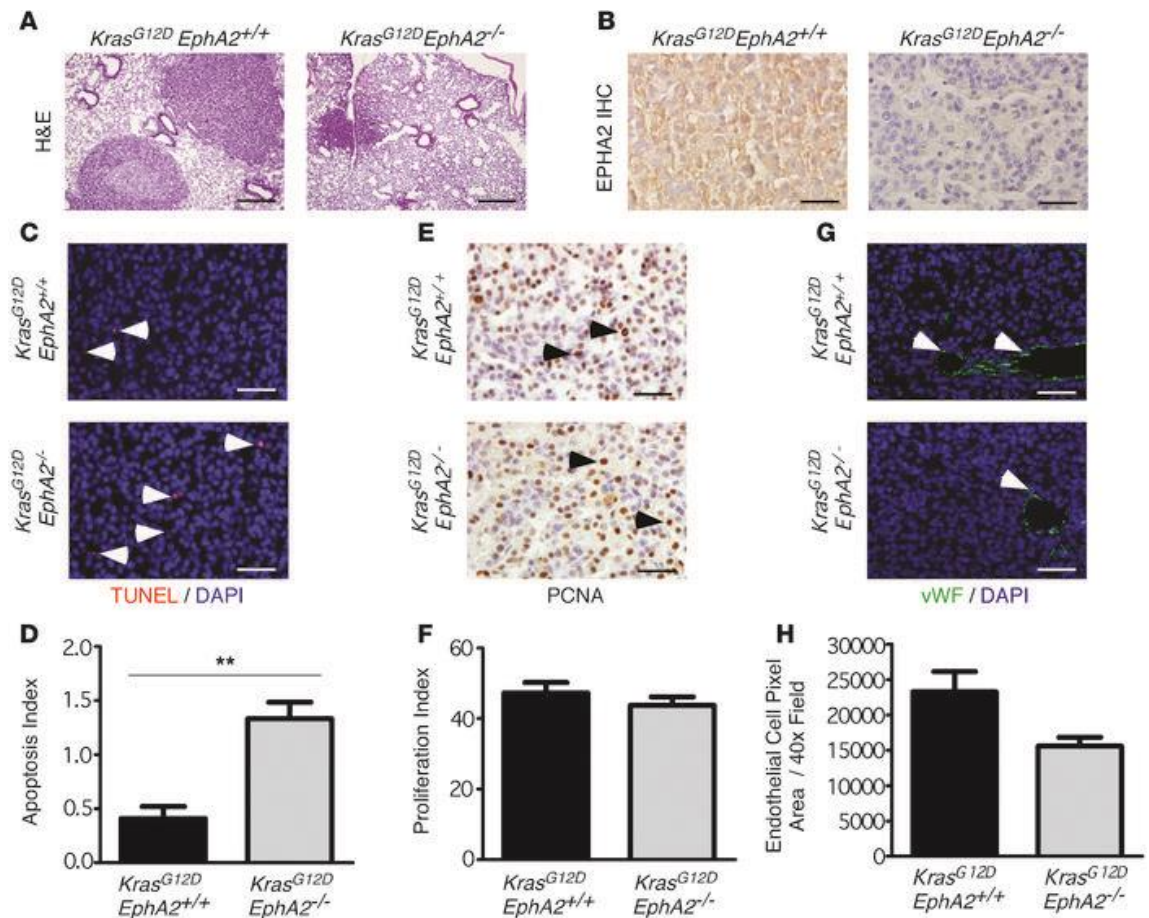 A
Kras^G12D EphA2^+/+
Kras^G12D EphA2^-/-
H&E
B
Kras^G12D EphA2^+/+
Kras^G12D EphA2^-/-
EPHA2 IHC
C
Kras^G12D
EphA2^+/+
Kras^G12D
EphA2^-/-
TUNEL / DAPI
E
Kras^G12D
EphA2^+/+
Kras^G12D
EphA2^-/-
PCNA
G
Kras^G12D
EphA2^+/+
Kras^G12D
EphA2^-/-
vWF / DAPI
D
Apoptosis Index
2.0
1.5
1.0
0.5
0.0
**
Kras^G12D
EphA2^+/+
Kras^G12D
EphA2^-/-
F
Proliferation Index
60
40
20
0
Kras^G12D
EphA2^+/+
Kras^G12D
EphA2^-/-
H
Endothelial Cell Pixel
Area / 40x Field
30000
25000
20000
15000
10000
5000
0
Kras^G12D
EphA2^+/+
Kras^G12D
EphA2^-/-